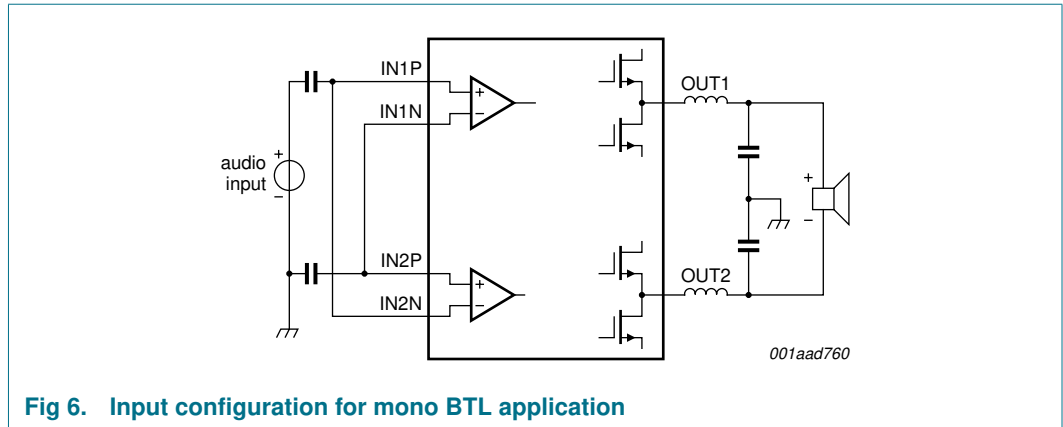 IN1P
OUT1
+
IN1N
−
audio
input
+
−
+
−
IN2P
OUT2
+
IN2N
−
001aad760
Fig 6. Input configuration for mono BTL application